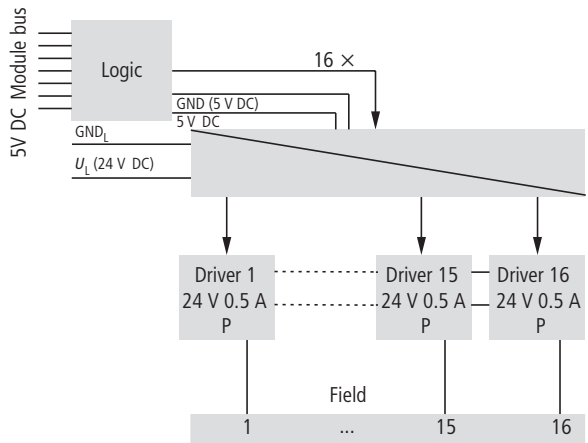 5V DC Module bus
Logic
16 ×
GND (5 V DC)
5 V DC
GNDL
UL (24 V DC)
Driver 1
24 V 0.5 A
P
Driver 15
24 V 0.5 A
P
Driver 16
24 V 0.5 A
P
Field
1 ... 15 16